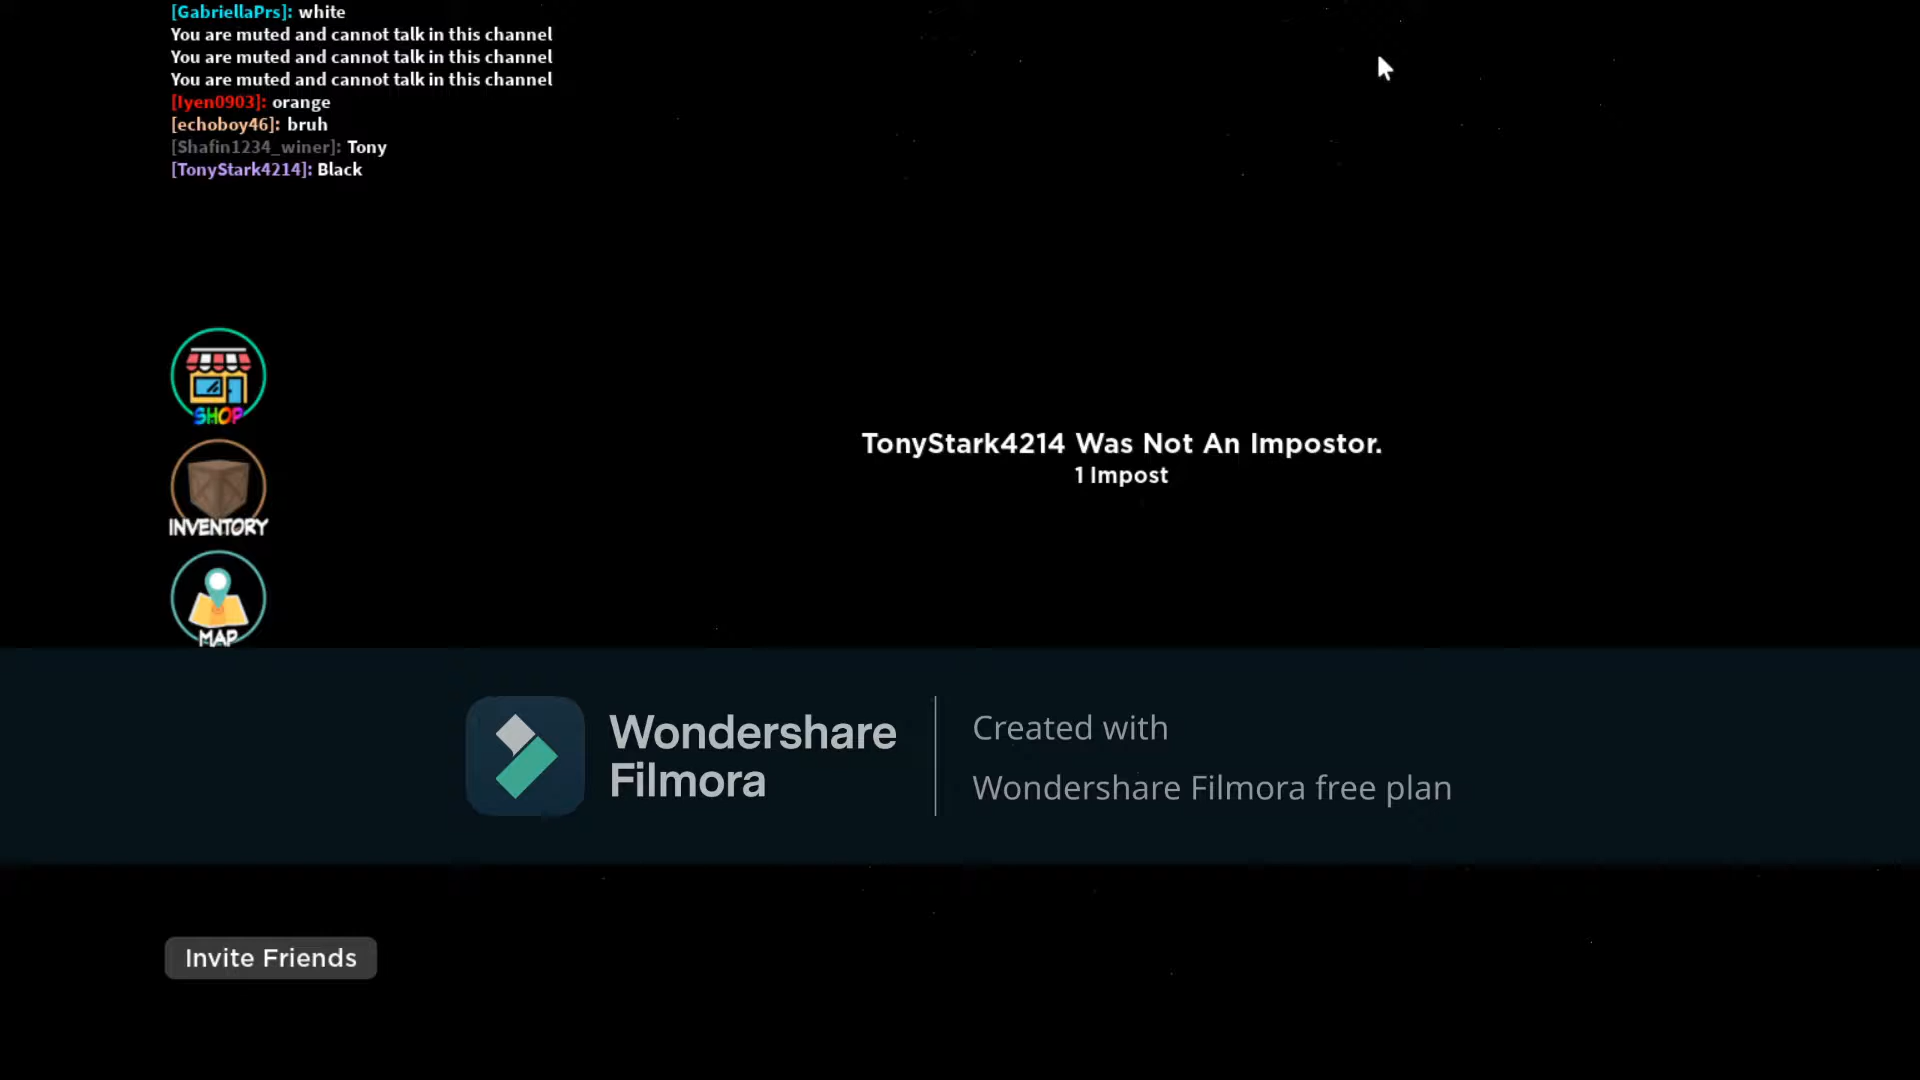 [GabriellaPrs]: white
You are muted and cannot talk in this channel
You are muted and cannot talk in this channel
You are muted and cannot talk in this channel
[Iyen0903]: orange
[echoboy46]: bruh
[Shafin1234_winer]: Tony
[TonyStark4214]: Black
SHOP
INVENTORY
MAP
TonyStark4214 Was Not An Impostor.
1 Impost
Wondershare
Filmora
Created with
Wondershare Filmora free plan
Invite Friends